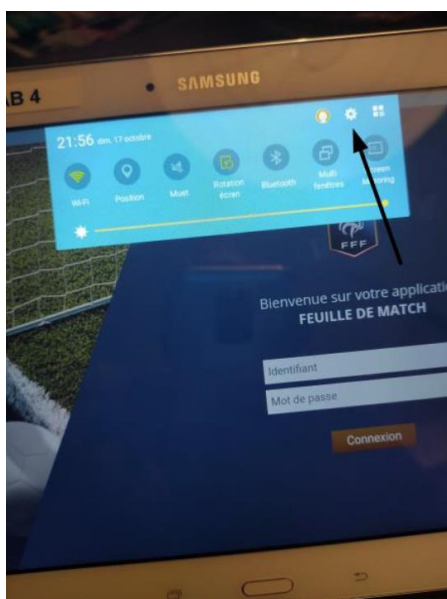 AB 4
SAMSUNG
21:56 dim. 17 octobre
Wi-Fi
Position
Muet
Rotation
écran
Bluetooth
Multi
fenêtres
Screen
Mirroring
FFF
Bienvenue sur votre applicatio
FEUILLE DE MATCH
Identifiant
Mot de passe
Connexion